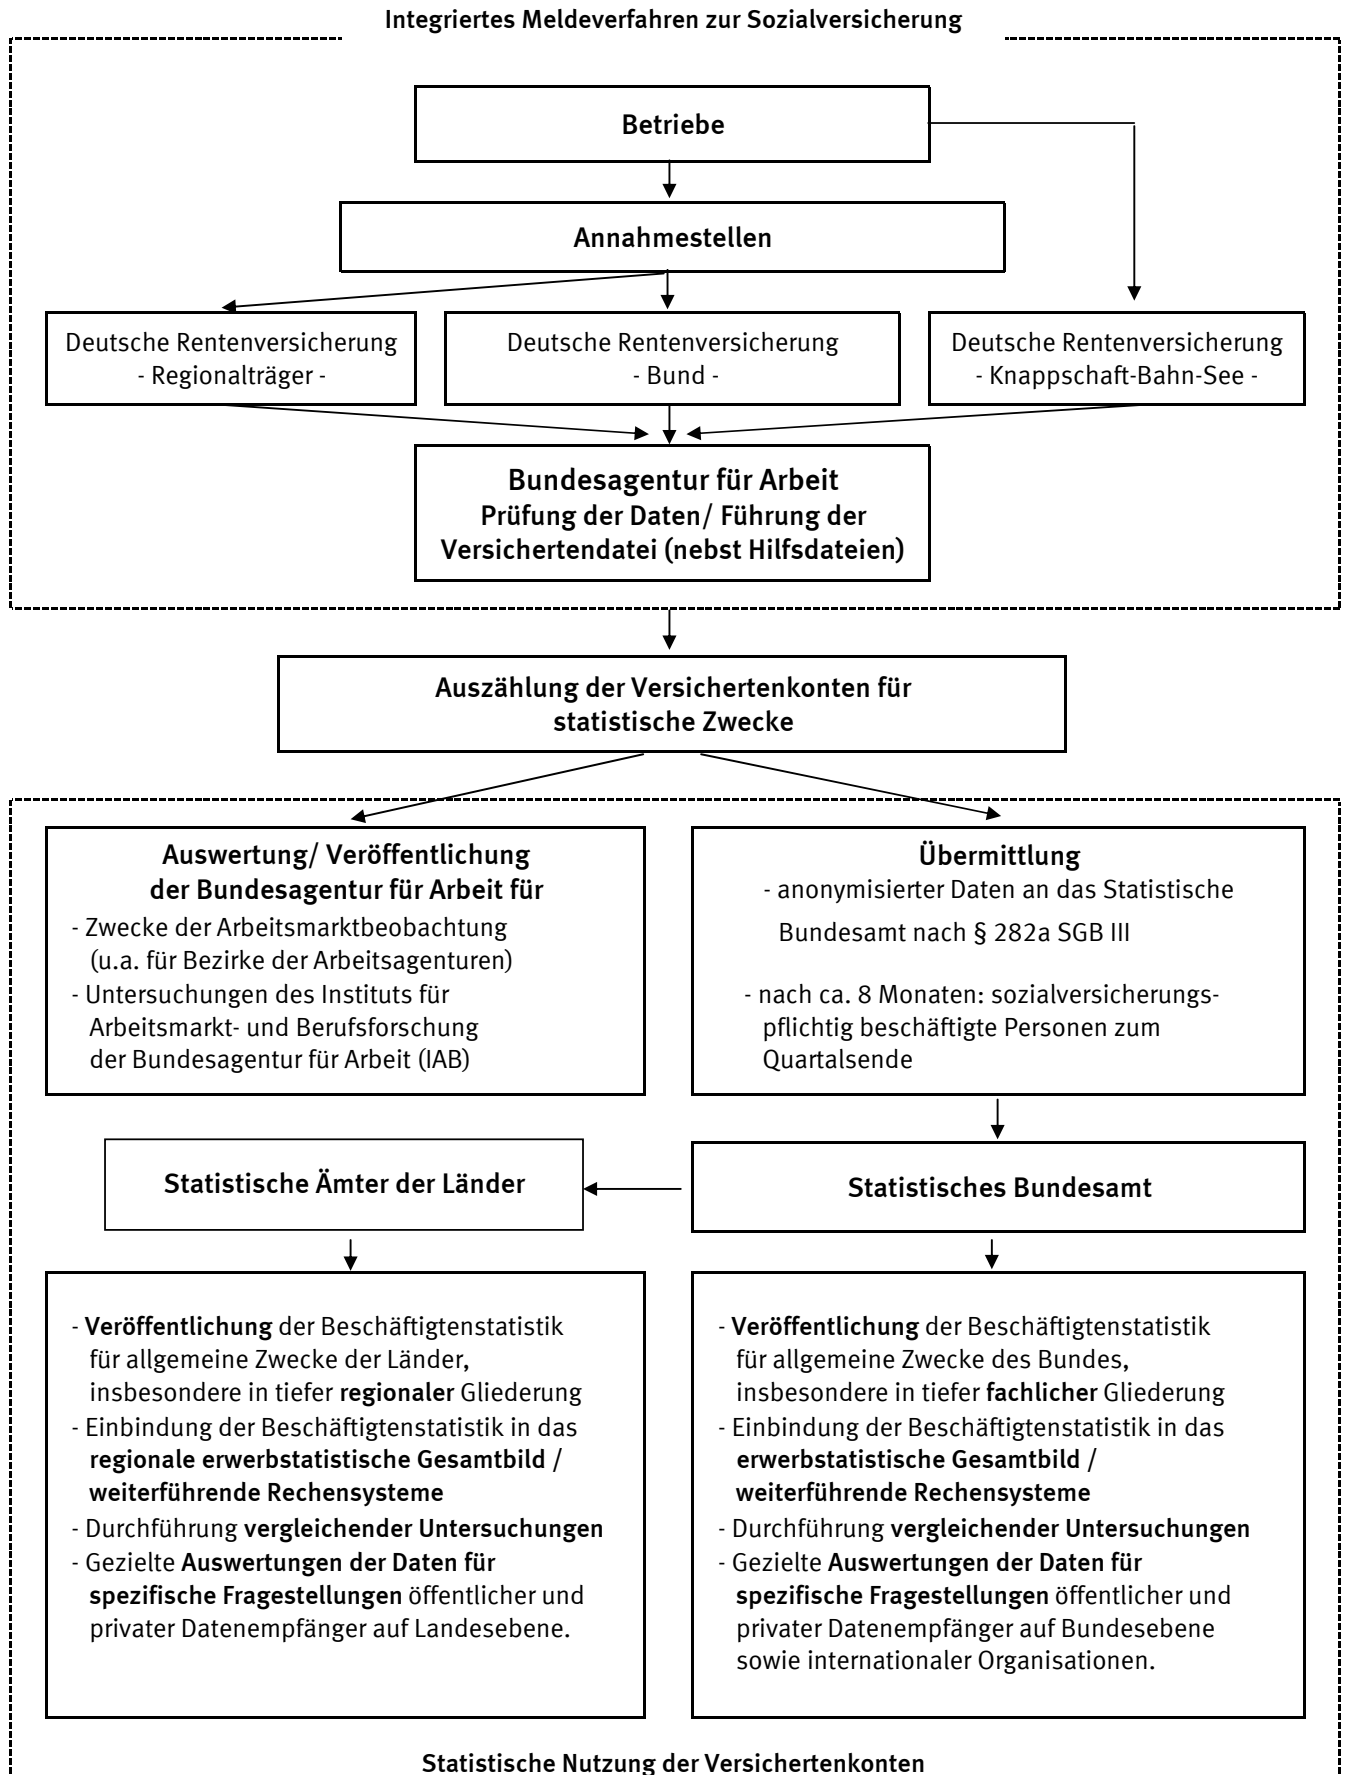 Integriertes Meldeverfahren zur Sozialversicherung
Betriebe
Annahmestellen
Deutsche Rentenversicherung
- Regionalträger -
Deutsche Rentenversicherung
- Bund -
Deutsche Rentenversicherung
- Knappschaft-Bahn-See -
Bundesagentur für Arbeit
Prüfung der Daten/ Führung der
Versichertendatei (nebst Hilfsdateien)
Auszählung der Versichertenkonten für
statistische Zwecke
Auswertung/ Veröffentlichung
der Bundesagentur für Arbeit für
- Zwecke der Arbeitsmarktbeobachtung
(u.a. für Bezirke der Arbeitsagenturen)
- Untersuchungen des Instituts für
Arbeitsmarkt- und Berufsforschung
der Bundesagentur für Arbeit (IAB)
Übermittlung
- anonymisierter Daten an das Statistische
Bundesamt nach § 282a SGB III
- nach ca. 8 Monaten: sozialversicherungs-
pflichtig beschäftigte Personen zum
Quartalsende
Statistische Ämter der Länder
Statistisches Bundesamt
- Veröffentlichung der Beschäftigtenstatistik
für allgemeine Zwecke der Länder,
insbesondere in tiefer regionaler Gliederung
- Einbindung der Beschäftigtenstatistik in das
regionale erwerbstatistische Gesamtbild /
weiterführende Rechensysteme
- Durchführung vergleichender Untersuchungen
- Gezielte Auswertungen der Daten für
spezifische Fragestellungen öffentlicher und
privater Datenempfänger auf Landesebene.
- Veröffentlichung der Beschäftigtenstatistik
für allgemeine Zwecke des Bundes,
insbesondere in tiefer fachlicher Gliederung
- Einbindung der Beschäftigtenstatistik in das
erwerbstatistische Gesamtbild /
weiterführende Rechensysteme
- Durchführung vergleichender Untersuchungen
- Gezielte Auswertungen der Daten für
spezifische Fragestellungen öffentlicher und
privater Datenempfänger auf Bundesebene
sowie internationaler Organisationen.
Statistische Nutzung der Versichertenkonten